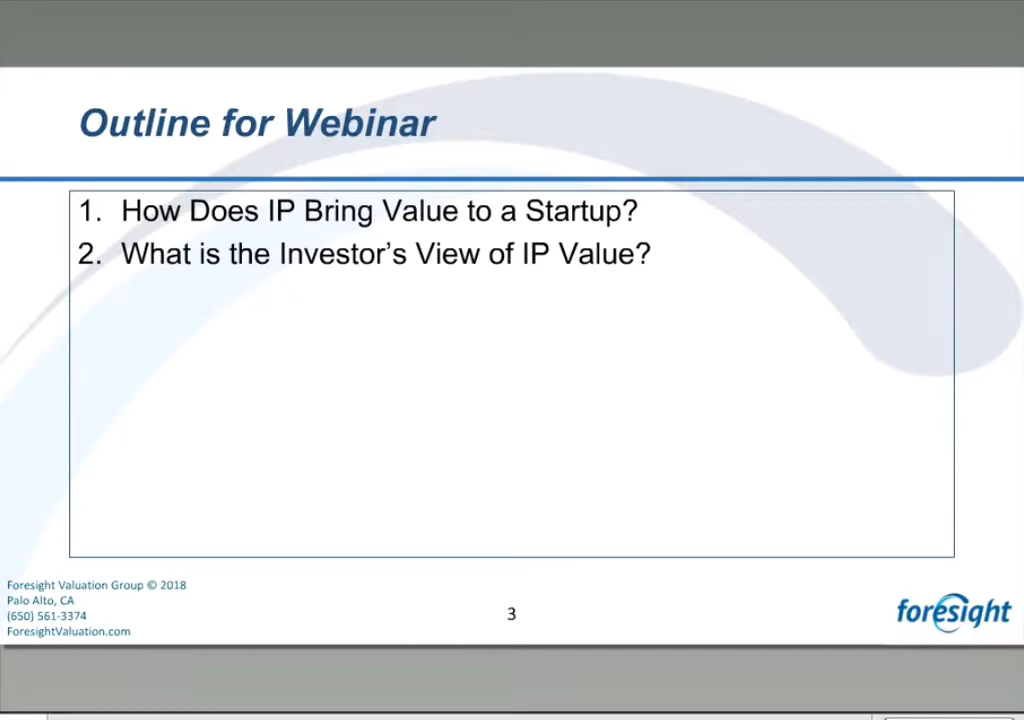 Outline for Webinar
1. How Does IP Bring Value to a Startup?
2. What is the Investor’s View of IP Value?
Foresight Valuation Group © 2018
Palo Alto, CA
(650) 561-3374
ForesightValuation.com
3
foresight